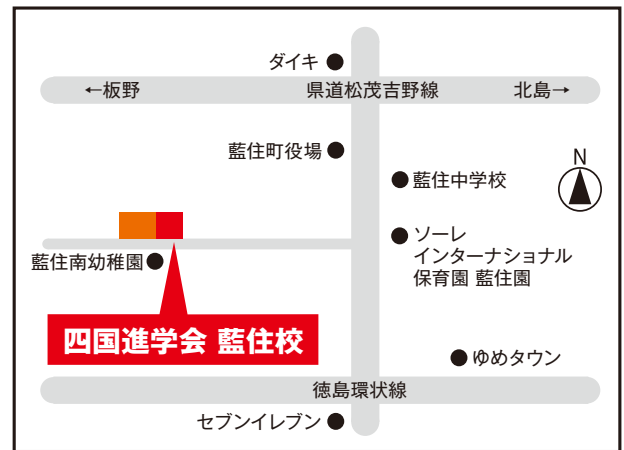 ダイキ
←板野
県道松茂吉野線
北島→
藍住町役場
藍住中学校
N
ソーレ
インターナショナル
保育園 藍住園
藍住南幼稚園
四国進学会 藍住校
ゆめタウン
徳島環状線
セブンイレブン